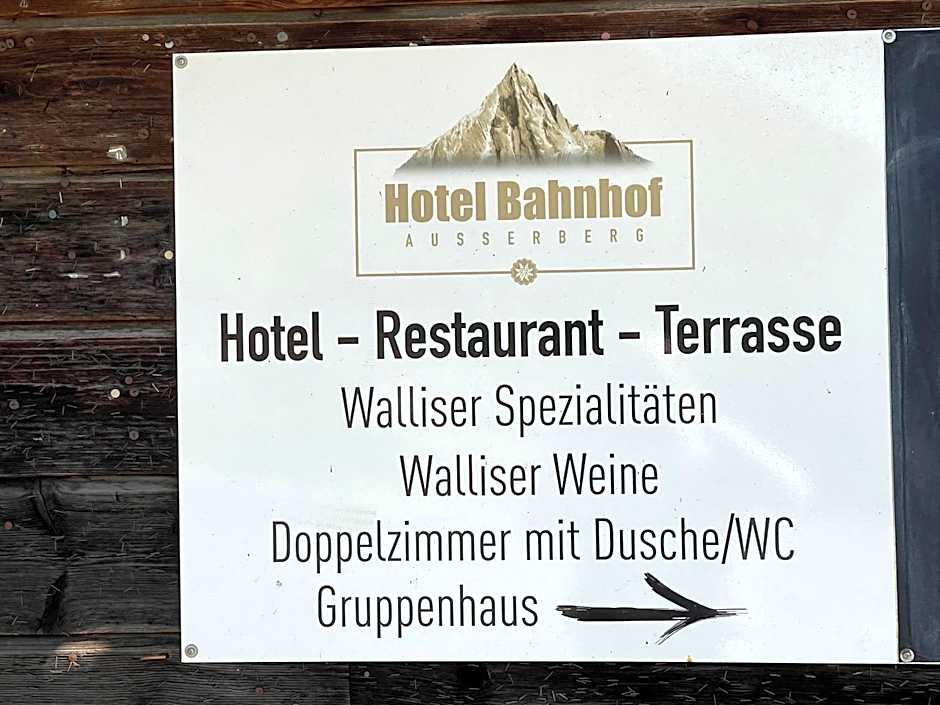 Hotel Bahnhof
AUSSERBERG
Hotel – Restaurant – Terrasse
Walliser Spezialitäten
Walliser Weine
Doppelzimmer mit Dusche/WC
Gruppenhaus